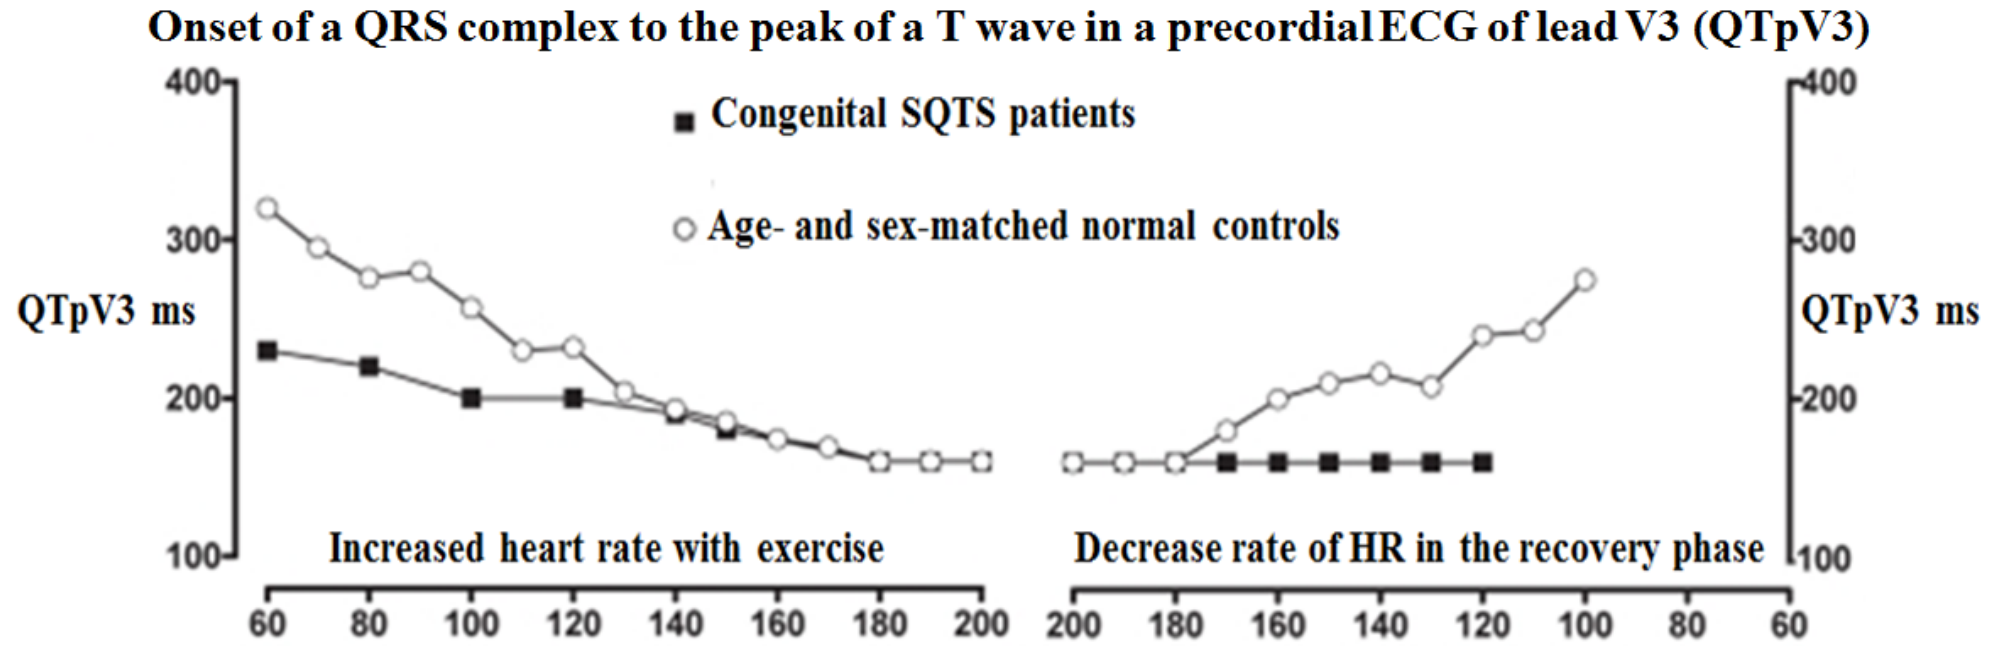 Onset of a QRS complex to the peak of a T wave in a precordial ECG of lead V3 (QTpV3)
400
400
Congenital SQTS patients
Age- and sex-matched normal controls
300
300
QTpV3 ms
QTpV3 ms
200
200
Increased heart rate with exercise
Decrease rate of HR in the recovery phase
100
100
60 80 100 120 140 160 180 200
200 180 160 140 120 100 80 60